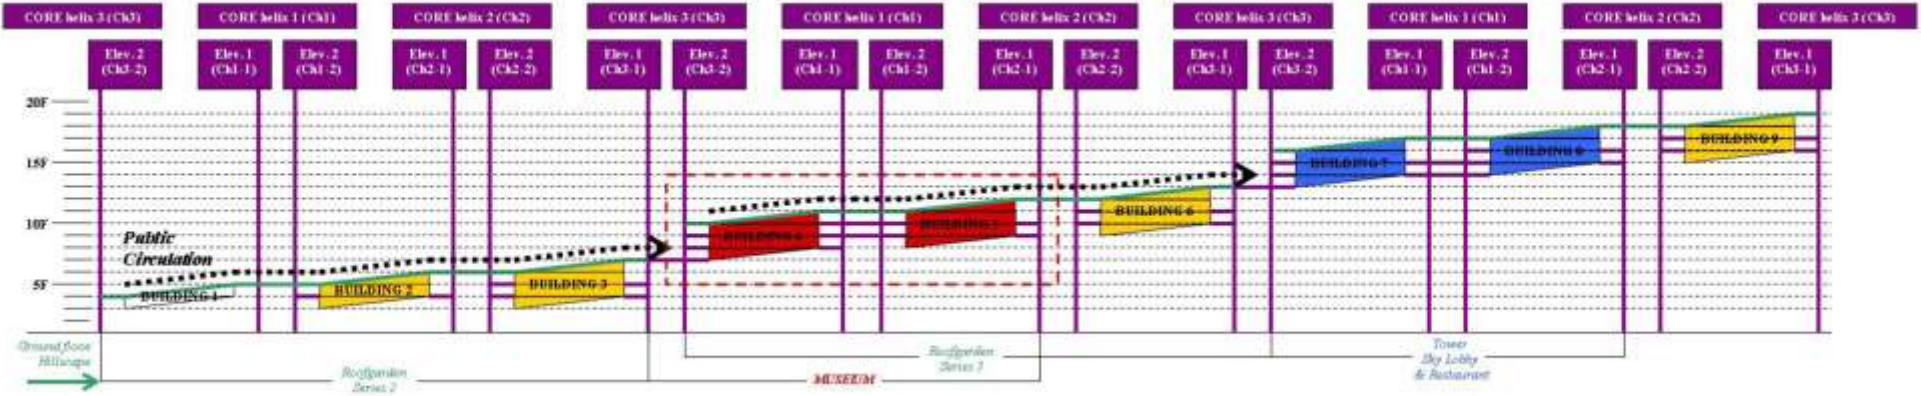 CORE helix 3 (Ch3)
CORE helix 1 (Ch1)
CORE helix 2 (Ch2)
CORE helix 3 (Ch3)
CORE helix 1 (Ch1)
CORE helix 2 (Ch2)
CORE helix 3 (Ch3)
CORE helix 1 (Ch1)
CORE helix 2 (Ch2)
CORE helix 3 (Ch3)
Elev. 2
(Ch3-2)
Elev. 1
(Ch1-1)
Elev. 2
(Ch1-2)
Elev. 1
(Ch2-1)
Elev. 2
(Ch2-2)
Elev. 1
(Ch3-1)
Elev. 2
(Ch3-2)
Elev. 1
(Ch1-1)
Elev. 2
(Ch1-2)
Elev. 1
(Ch2-1)
Elev. 2
(Ch2-2)
Elev. 1
(Ch3-1)
Elev. 2
(Ch3-2)
Elev. 1
(Ch1-1)
Elev. 2
(Ch1-2)
Elev. 1
(Ch2-1)
Elev. 2
(Ch2-2)
Elev. 1
(Ch3-1)
20F
15F
10F
5F
Public
Circulation
BUILDING 1
BUILDING 2
BUILDING 3
BUILDING
BUILDING
BUILDING 6
BUILDING 7
BUILDING
BUILDING 9
Ground floor
Hillscape
Roofgarden
Series 2
MUSEUM
Roofgarden
Series
Tower
Sky Lobby
& Restaurant